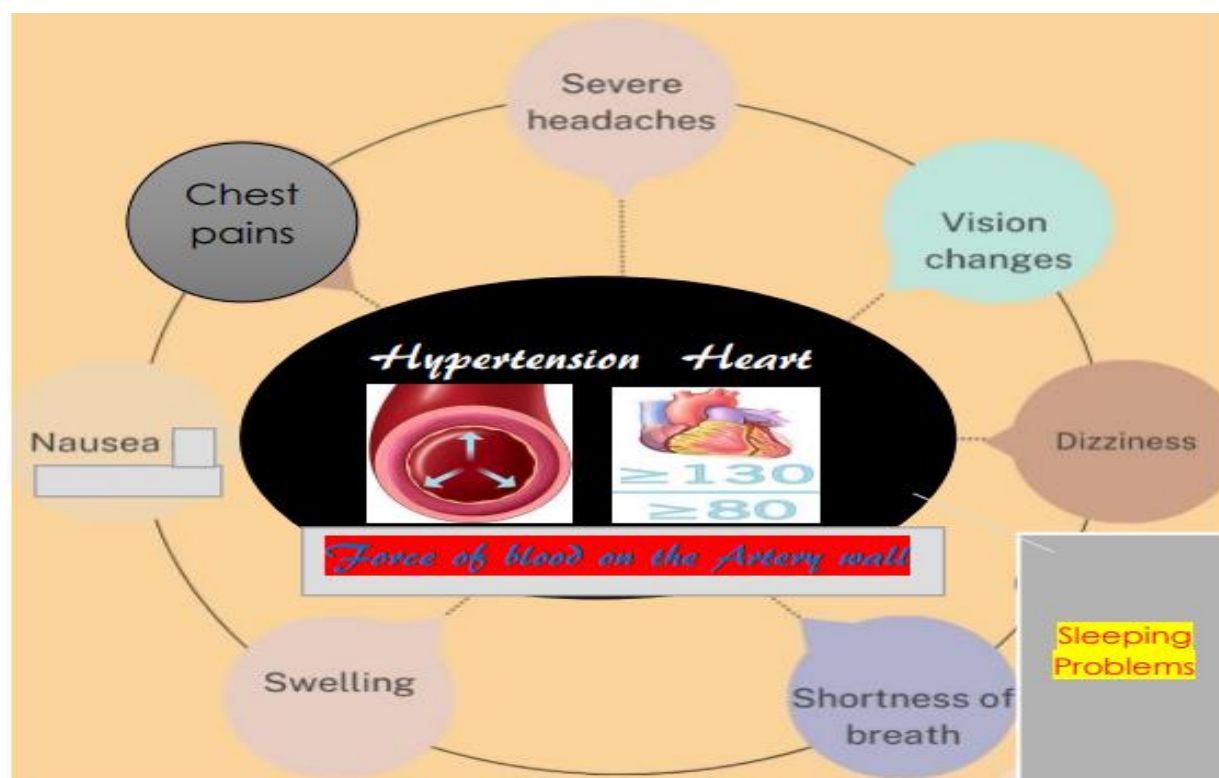 Severe
headaches
Chest
pains
Vision
changes
Hypertension Heart
Nausea
Dizziness
≥130
≥80
Force of blood on the Artery wall
Sleeping
Problems
Swelling
Shortness of
breath